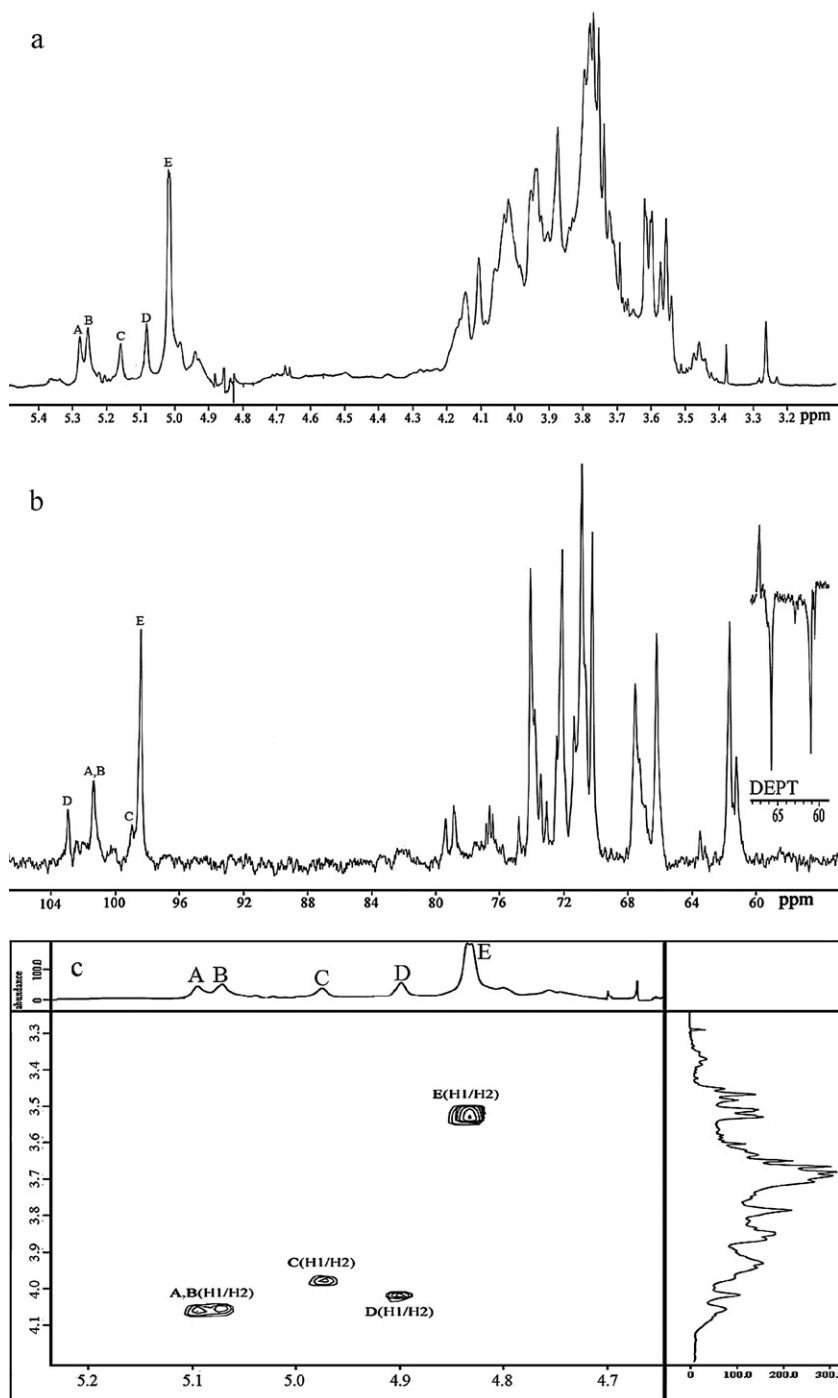 a
E
A B C D
5.4 5.3 5.2 5.1 5.0 4.9 4.8 4.7 4.6 4.5 4.4 4.3 4.2 4.1 4.0 3.9 3.8 3.7 3.6 3.5 3.4 3.3 3.2 ppm
b
E
A,B
D
C
DEPT
65 60
104 100 96 92 88 84 80 76 72 68 64 60 ppm
c
A B C D E
abundance
0 100.0
3.3
3.4
E(H1/H2)
3.5
3.6
3.7
3.8
3.9
C(H1/H2)
A,B(H1/H2)
4.0
D(H1/H2)
4.1
5.2 5.1 5.0 4.9 4.8 4.7
0 100.0 200.0 300.0